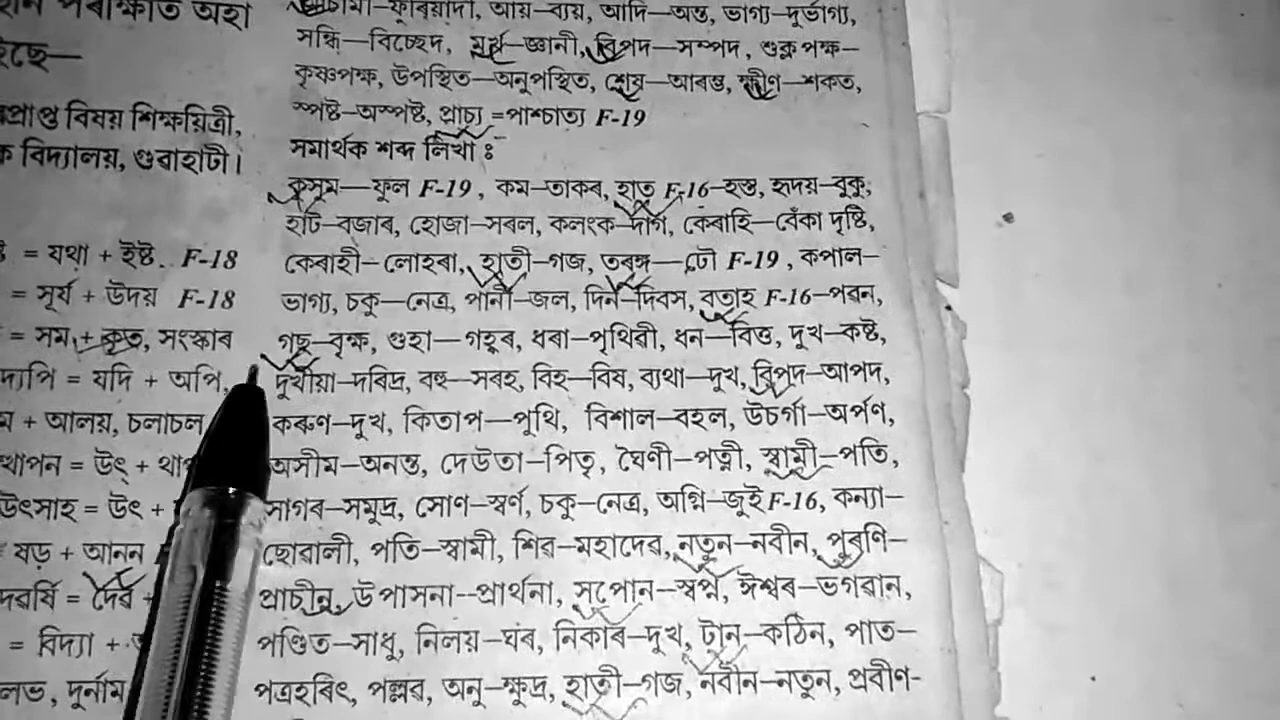 অহা
ইছে—
প্ৰাপ্ত বিষয় শিক্ষয়িত্ৰী,
ক বিদ্যালয়, গুৱাহাটী।
= যথা + ইষ্ট F-18
= সূৰ্য + উদয় F-18
= সম্ + কৃত, সংস্কাৰ
দ্যপি = যদি + অপি,
ম + আলয়, চলাচল
থাপন = উৎ + থাপ
উৎসাহ = উৎ +
ষড় + আনন
দেৱৰ্ষি = দেৱ +
= বিদ্যা +
লভ, দুৰ্নাম
ফৰিয়াদী, আয়–ব্যয়, আদি–অন্ত, ভাগ্য–দুৰ্ভাগ্য,
সন্ধি—বিচ্ছেদ, মূৰ্খ–জ্ঞানী, বিপদ—সম্পদ, শুক্ল পক্ষ–
কৃষ্ণপক্ষ, উপস্থিত—অনুপস্থিত, শেষ–আৰম্ভ, ক্ষীণ–শকত,
স্পষ্ট–অস্পষ্ট, প্ৰাচ্য =পাশ্চাত্য F-19
সমাৰ্থক শব্দ লিখা ঃ
কুসুম—ফুল F-19, কম–তাকৰ, হাত F-16–হস্ত, হৃদয়–বুকু,
হাট–বজাৰ, হোজা–সৰল, কলংক–দাগ, কেৰাহি–বেঁকা দৃষ্টি,
কেৰাহী–লোহৰা, হাতী–গজ, তৰঙ্গ—ঢৌ F-19, কপাল–
ভাগ্য, চকু—নেত্ৰ, পানী–জল, দিন–দিবস, বতাহ F-16–পৱন,
গছ–বৃক্ষ, গুহা—গহ্বৰ, ধৰা–পৃথিৱী, ধন—বিত্ত, দুখ–কষ্ট,
দুখীয়া–দৰিদ্ৰ, বহু—সৰহ, বিহ–বিষ, ব্যথা–দুখ, বিপদ–আপদ,
কৰুণ–দুখ, কিতাপ–পুথি, বিশাল–বহল, উচৰ্গা–অৰ্পণ,
অসীম–অনন্ত, দেউতা–পিতৃ, ঘৈণী–পত্নী, স্বামী–পতি,
সাগৰ–সমুদ্ৰ, সোণ–স্বৰ্ণ, চকু–নেত্ৰ, অগ্নি–জুই F-16, কন্যা–
ছোৱালী, পতি–স্বামী, শিৱ–মহাদেৱ, নতুন–নবীন, পুৰণি–
প্ৰাচীন, উপাসনা--প্ৰাৰ্থনা, সপোন–স্বপ্ন, ঈশ্বৰ–ভগৱান,
পণ্ডিত–সাধু, নিলয়–ঘৰ, নিকাৰ–দুখ, টান–কঠিন, পাত–
পত্ৰহৰিৎ, পল্লৱ, অনু–ক্ষুদ্ৰ, হাতী–গজ, নবীন–নতুন, প্ৰবীণ-